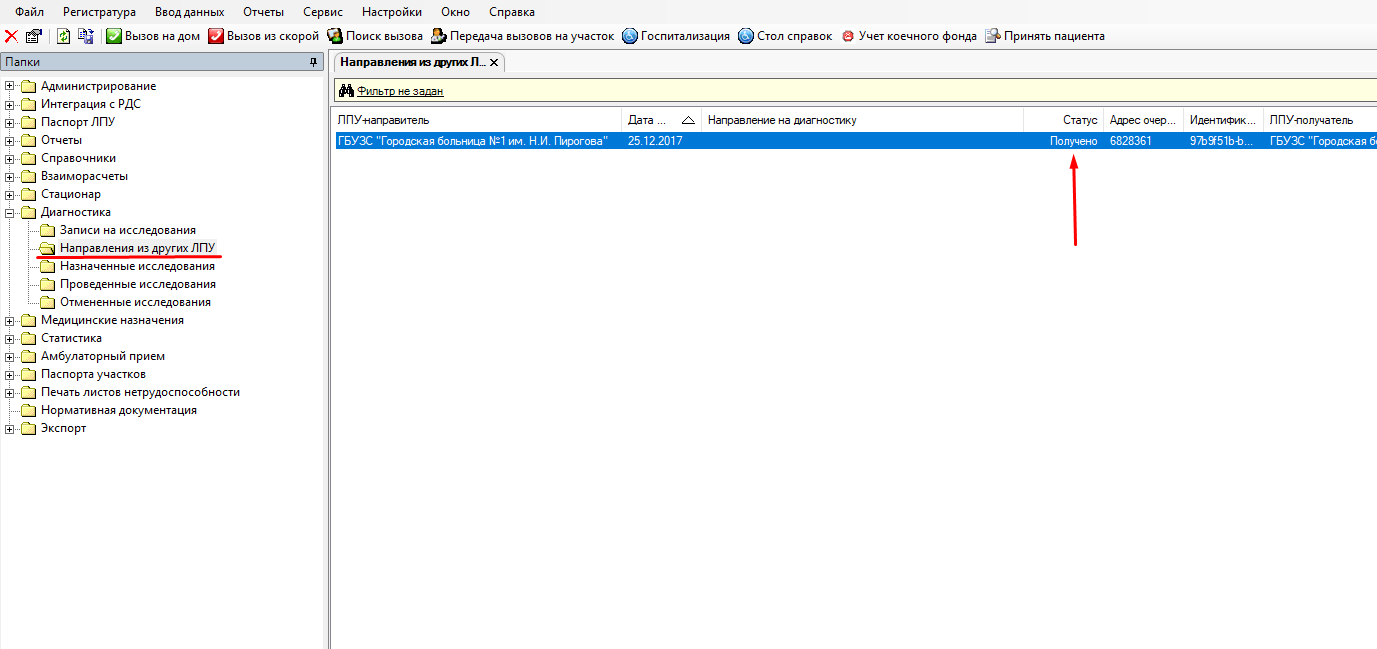 Файл Регистратура Ввод данных Отчеты Сервис Настройки Окно Справка
Вызов на дом Вызов из скорой Поиск вызова Передача вызовов на участок Госпитализация Стол справок Учет коечного фонда Принять пациента
Папки
Администрирование
Интеграция с РДС
Паспорт ЛПУ
Отчеты
Справочники
Взаиморасчеты
Стационар
Диагностика
Записи на исследования
Направления из других ЛПУ
Назначенные исследования
Проведенные исследования
Отмененные исследования
Медицинские назначения
Статистика
Амбулаторный прием
Паспорта участков
Печать листов нетрудоспособности
Нормативная документация
Экспорт
Направления из других Л...
Фильтр не задан
ЛПУ-направитель Дата ... Направление на диагностику Статус Адрес очер... Идентифик... ЛПУ-получатель
ГБУЗС "Городская больница №1 им. Н.И. Пирогова" 25.12.2017 Получено 6828361 97b9f51b-b... ГБУЗС "Городская б